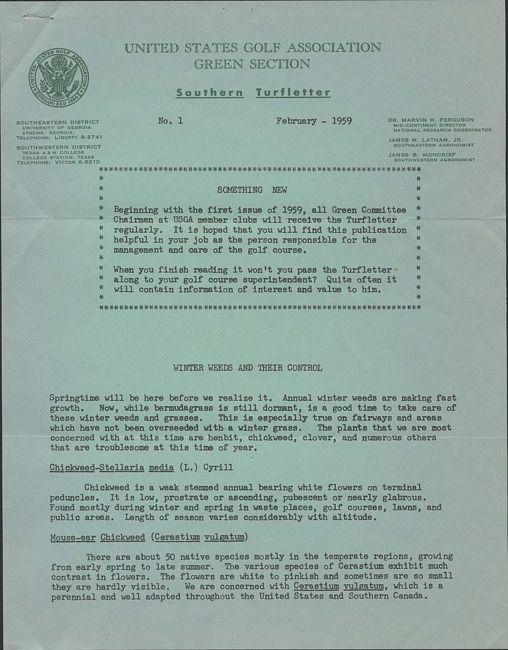 UNITED STATES GOLF ASSOCIATION
GREEN SECTION
Southern Turfletter
No. 1 February - 1959
SOUTHEASTERN DISTRICT
UNIVERSITY OF GEORGIA
ATHENS, GEORGIA
TELEPHONE: LIBERTY 6-2741
SOUTHWESTERN DISTRICT
TEXAS A & M COLLEGE
COLLEGE STATION, TEXAS
TELEPHONE: VICTOR 6-5210
DR. MARVIN H. FERGUSON
MID-CONTINENT DIRECTOR
NATIONAL RESEARCH COORDINATOR
JAMES M. LATHAM, JR.
SOUTHEASTERN AGRONOMIST
JAMES B. MONCRIEF
SOUTHWESTERN AGRONOMIST
SOMETHING NEW
Beginning with the first issue of 1959, all Green Committee
Chairmen at USGA member clubs will receive the Turfletter
regularly. It is hoped that you will find this publication
helpful in your job as the person responsible for the
management and care of the golf course.
When you finish reading it won't you pass the Turfletter
along to your golf course superintendent? Quite often it
will contain information of interest and value to him.
WINTER WEEDS AND THEIR CONTROL
Springtime will be here before we realize it. Annual winter weeds are making fast
growth. Now, while bermudagrass is still dormant, is a good time to take care of
these winter weeds and grasses. This is especially true on fairways and areas
which have not been overseeded with a winter grass. The plants that we are most
concerned with at this time are henbit, chickweed, clover, and numerous others
that are troublesome at this time of year.
Chickweed-Stellaria media (L.) Cyrill
Chickweed is a weak stemmed annual bearing white flowers on terminal
peduncles. It is low, prostrate or ascending, pubescent or nearly glabrous.
Found mostly during winter and spring in waste places, golf courses, lawns, and
public areas. Length of season varies considerably with altitude.
Mouse-ear Chickweed (Cerastium vulgatum)
There are about 50 native species mostly in the temperate regions, growing
from early spring to late summer. The various species of Cerastium exhibit much
contrast in flowers. The flowers are white to pinkish and sometimes are so small
they are hardly visible. We are concerned with Cerastium vulgatum, which is a
perennial and well adapted throughout the United States and Southern Canada.